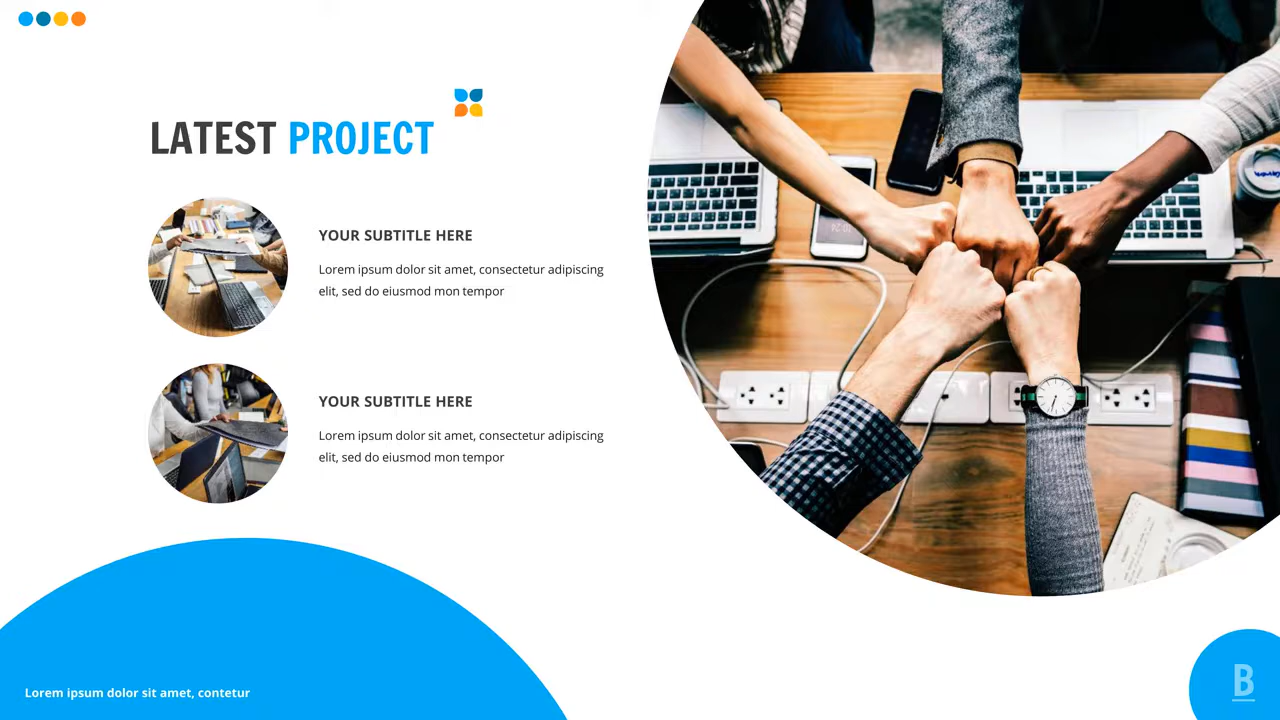 LATEST PROJECT
YOUR SUBTITLE HERE
Lorem ipsum dolor sit amet, consectetur adipiscing
elit, sed do eiusmod mon tempor
YOUR SUBTITLE HERE
Lorem ipsum dolor sit amet, consectetur adipiscing
elit, sed do eiusmod mon tempor
Lorem ipsum dolor sit amet, contetur
B